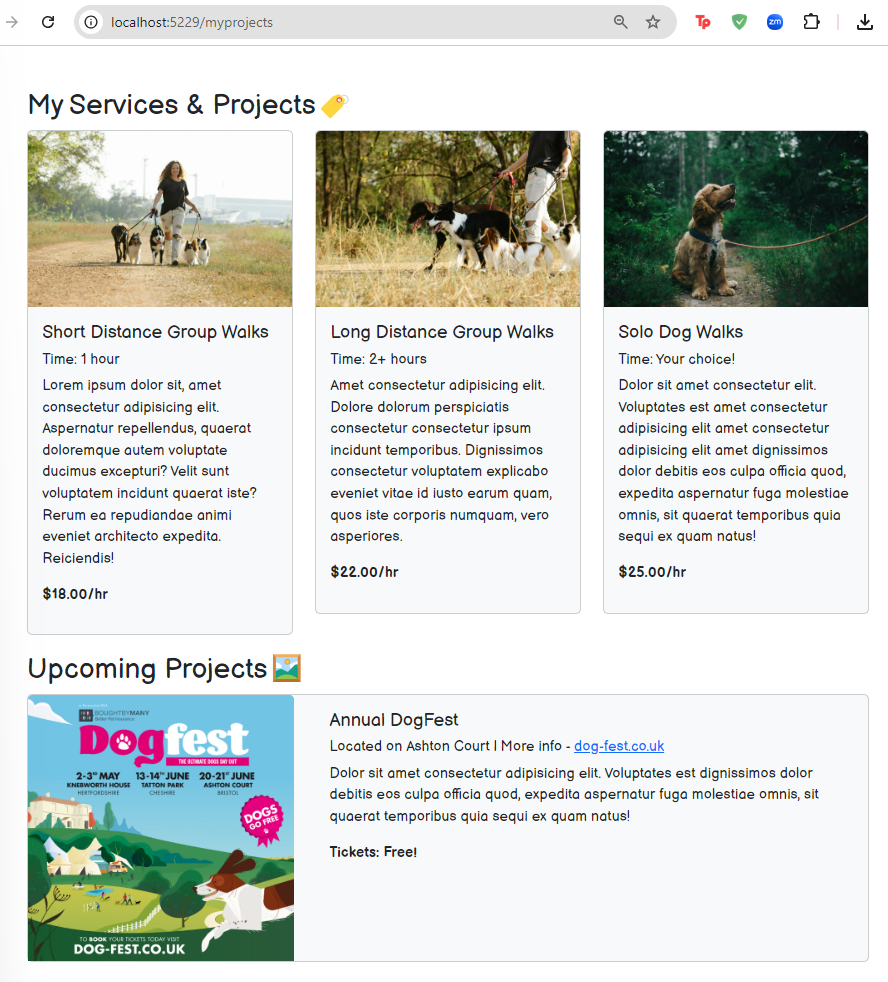 localhost:5229/myprojects
Tp
zm
My Services & Projects
Short Distance Group Walks
Time: 1 hour
Lorem ipsum dolor sit, amet
consectetur adipisicing elit.
Aspernatur repellendus, quaerat
doloremque autem voluptate
ducimus excepturi? Velit sunt
voluptatem incidunt quaerat iste?
Rerum ea repudiandae animi
eveniet architecto expedita.
Reiciendis!
$18.00/hr
Long Distance Group Walks
Time: 2+ hours
Amet consectetur adipisicing elit.
Dolore dolorum perspiciatis
consectetur consectetur ipsum
incidunt temporibus. Dignissimos
consectetur voluptatem explicabo
eveniet vitae id iusto earum quam,
quos iste corporis numquam, vero
asperiores.
$22.00/hr
Solo Dog Walks
Time: Your choice!
Dolor sit amet consectetur elit.
Voluptates est amet consectetur
adipisicing elit amet consectetur
adipisicing elit amet dignissimos
dolor debitis eos culpa officia quod,
expedita aspernatur fuga molestiae
omnis, sit quaerat temporibus quia
sequi ex quam natus!
$25.00/hr
Upcoming Projects
BOUGHTBYMANY
Dogfest
THE ULTIMATE DOGS DAY OUT
2-3RD MAY
KNEBWORTH HOUSE
HERTFORDSHIRE
13-14TH JUNE
TATTON PARK
CHESHIRE
20-21ST JUNE
ASHTON COURT
BRISTOL
DOGS
GO FREE
TO BOOK YOUR TICKETS TODAY VISIT
DOG-FEST.CO.UK
Annual DogFest
Located on Ashton Court | More info - dog-fest.co.uk
Dolor sit amet consectetur adipisicing elit. Voluptates est dignissimos dolor
debitis eos culpa officia quod, expedita aspernatur fuga molestiae omnis, sit
quaerat temporibus quia sequi ex quam natus!
Tickets: Free!